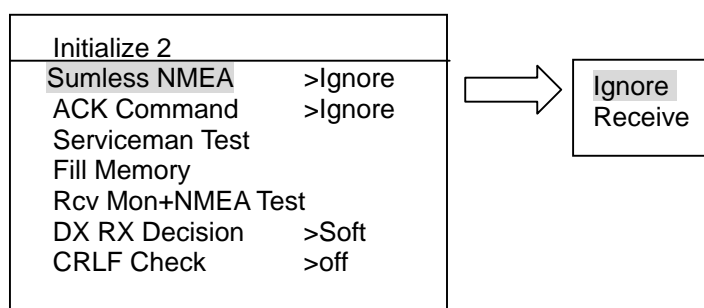 Initialize 2
Sumless NMEA >Ignore
ACK Command >Ignore
Serviceman Test
Fill Memory
Rcv Mon+NMEA Test
DX RX Decision >Soft
CRLF Check >off
Ignore
Receive